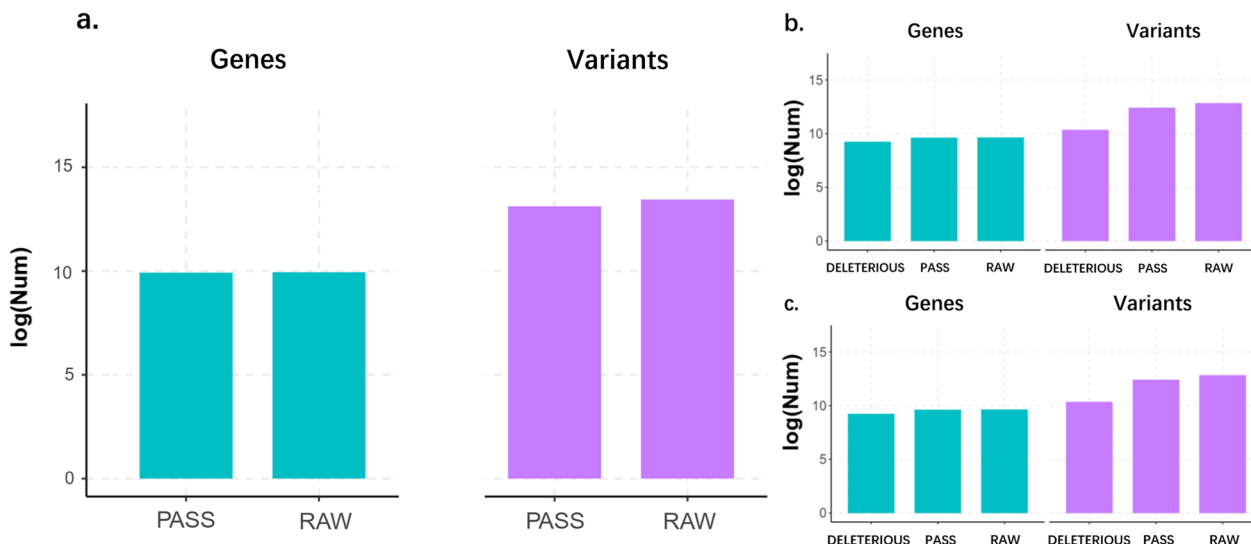 a.
Genes Variants
15
10
5
0
log(Num)
PASS RAW PASS RAW
b.
Genes Variants
15
10
5
0
log(Num)
DELETERIOUS PASS RAW DELETERIOUS PASS RAW
c.
Genes Variants
15
10
5
0
log(Num)
DELETERIOUS PASS RAW DELETERIOUS PASS RAW